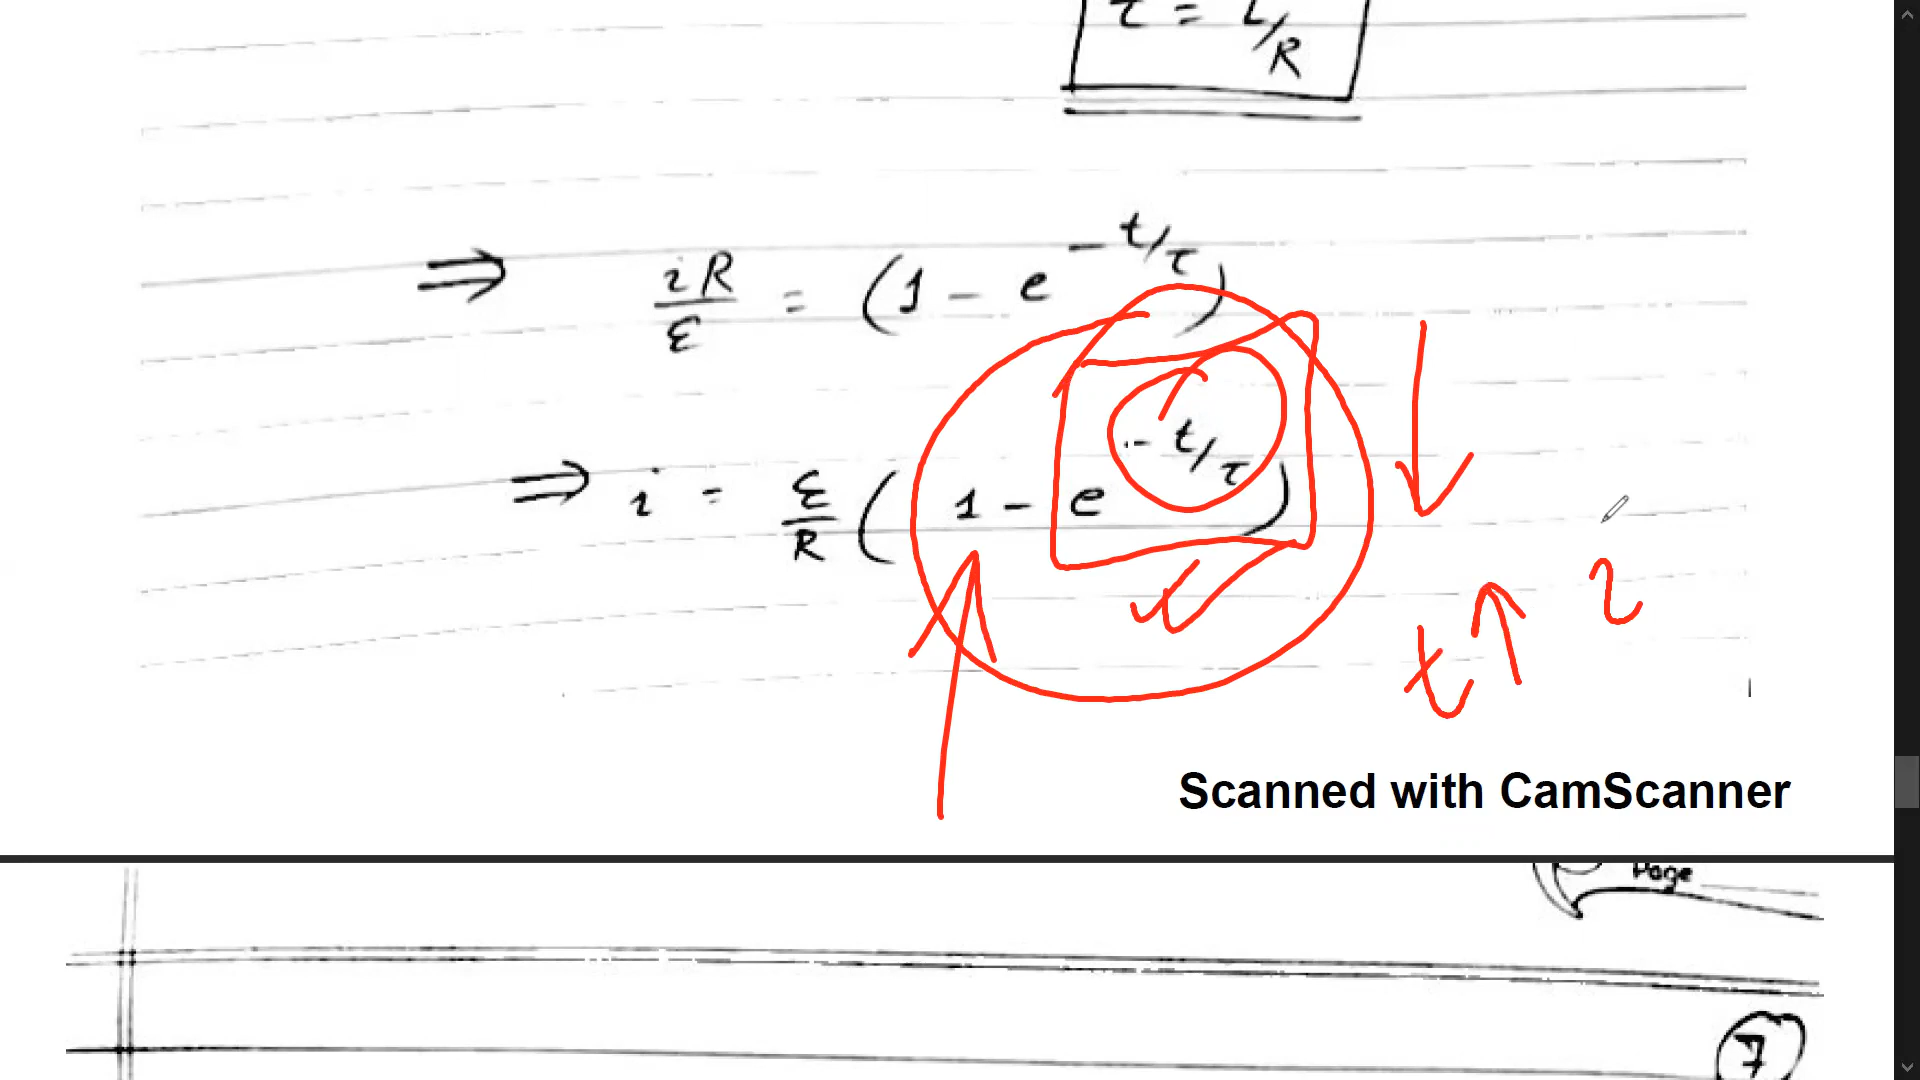 τ = L/R
⇒ iR/ε = (1 - e^-t/τ)
⇒ i = ε/R (1 - e^-t/τ)
t↑ i
Scanned with CamScanner
Page
7